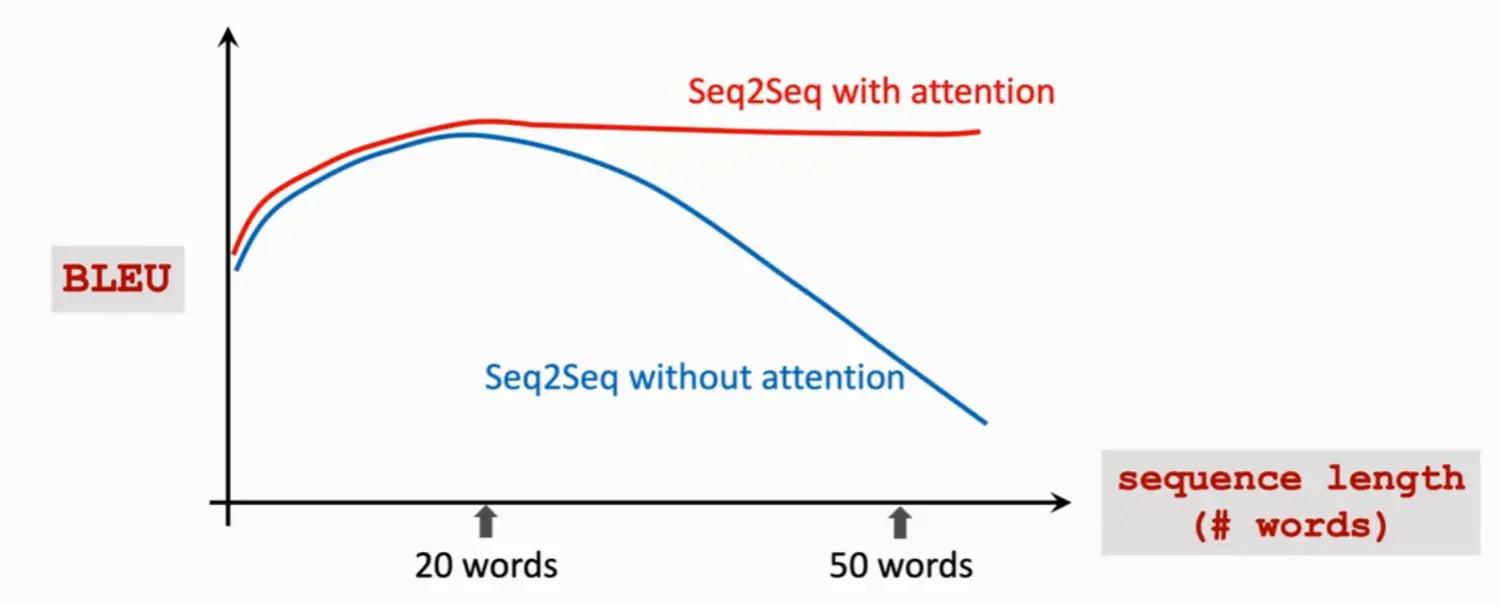 Seq2Seq with attention
BLEU
Seq2Seq without attention
sequence length
(# words)
20 words
50 words